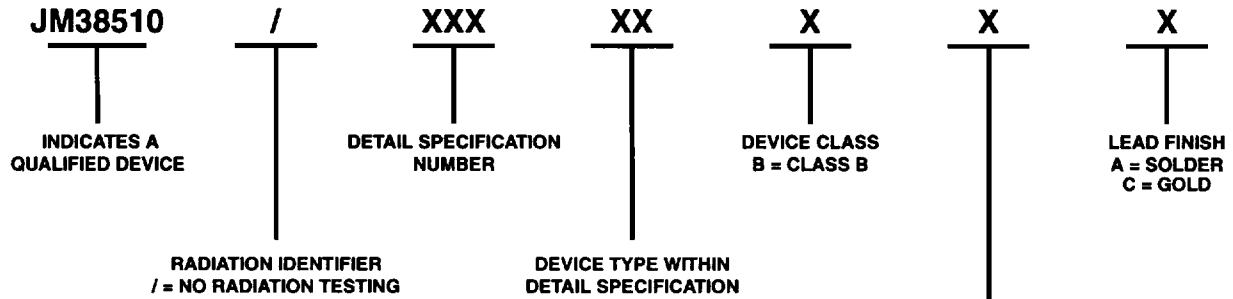 JM38510 / XXX XX X X X
INDICATES A
QUALIFIED DEVICE
DETAIL SPECIFICATION
NUMBER
DEVICE CLASS
B = CLASS B
LEAD FINISH
A = SOLDER
C = GOLD
RADIATION IDENTIFIER
/ = NO RADIATION TESTING
DEVICE TYPE WITHIN
DETAIL SPECIFICATION